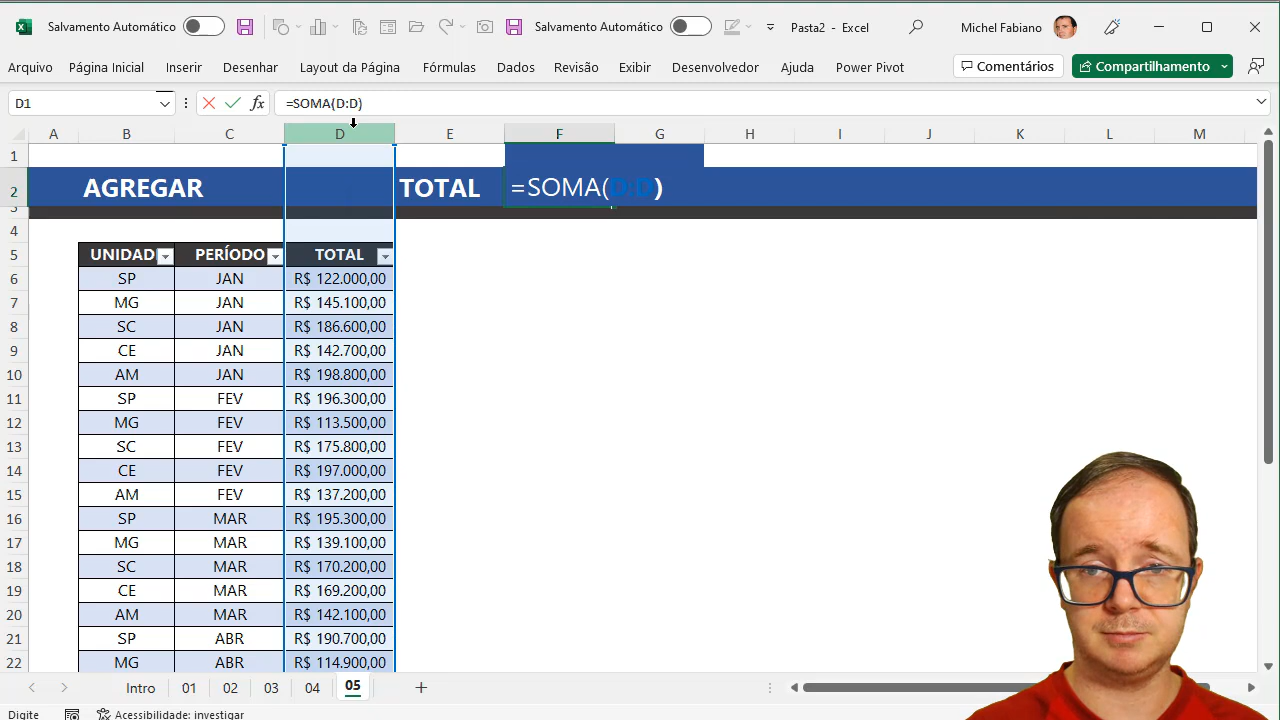 Salvamento Automático Salvamento Automático Pasta2 - Excel Michel Fabiano
Arquivo Página Inicial Inserir Desenhar Layout da Página Fórmulas Dados Revisão Exibir Desenvolvedor Ajuda Power Pivot Comentários Compartilhamento
D1 fx =SOMA(D:D)
A B C D E F G H I J K L M
1
2 AGREGAR TOTAL =SOMA(D:D)
3
4
5 UNIDAD PERÍODO TOTAL
6 SP JAN R$ 122.000,00
7 MG JAN R$ 145.100,00
8 SC JAN R$ 186.600,00
9 CE JAN R$ 142.700,00
10 AM JAN R$ 198.800,00
11 SP FEV R$ 196.300,00
12 MG FEV R$ 113.500,00
13 SC FEV R$ 175.800,00
14 CE FEV R$ 197.000,00
15 AM FEV R$ 137.200,00
16 SP MAR R$ 195.300,00
17 MG MAR R$ 139.100,00
18 SC MAR R$ 170.200,00
19 CE MAR R$ 169.200,00
20 AM MAR R$ 142.100,00
21 SP ABR R$ 190.700,00
22 MG ABR R$ 114.900,00
Intro 01 02 03 04 05
Digite Acessibilidade: investigar